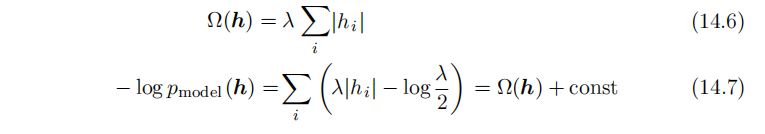 Ω(h) = λ ∑_i |h_i| (14.6)
− log p_model(h) = ∑_i (λ|h_i| − log λ/2) = Ω(h) + const (14.7)